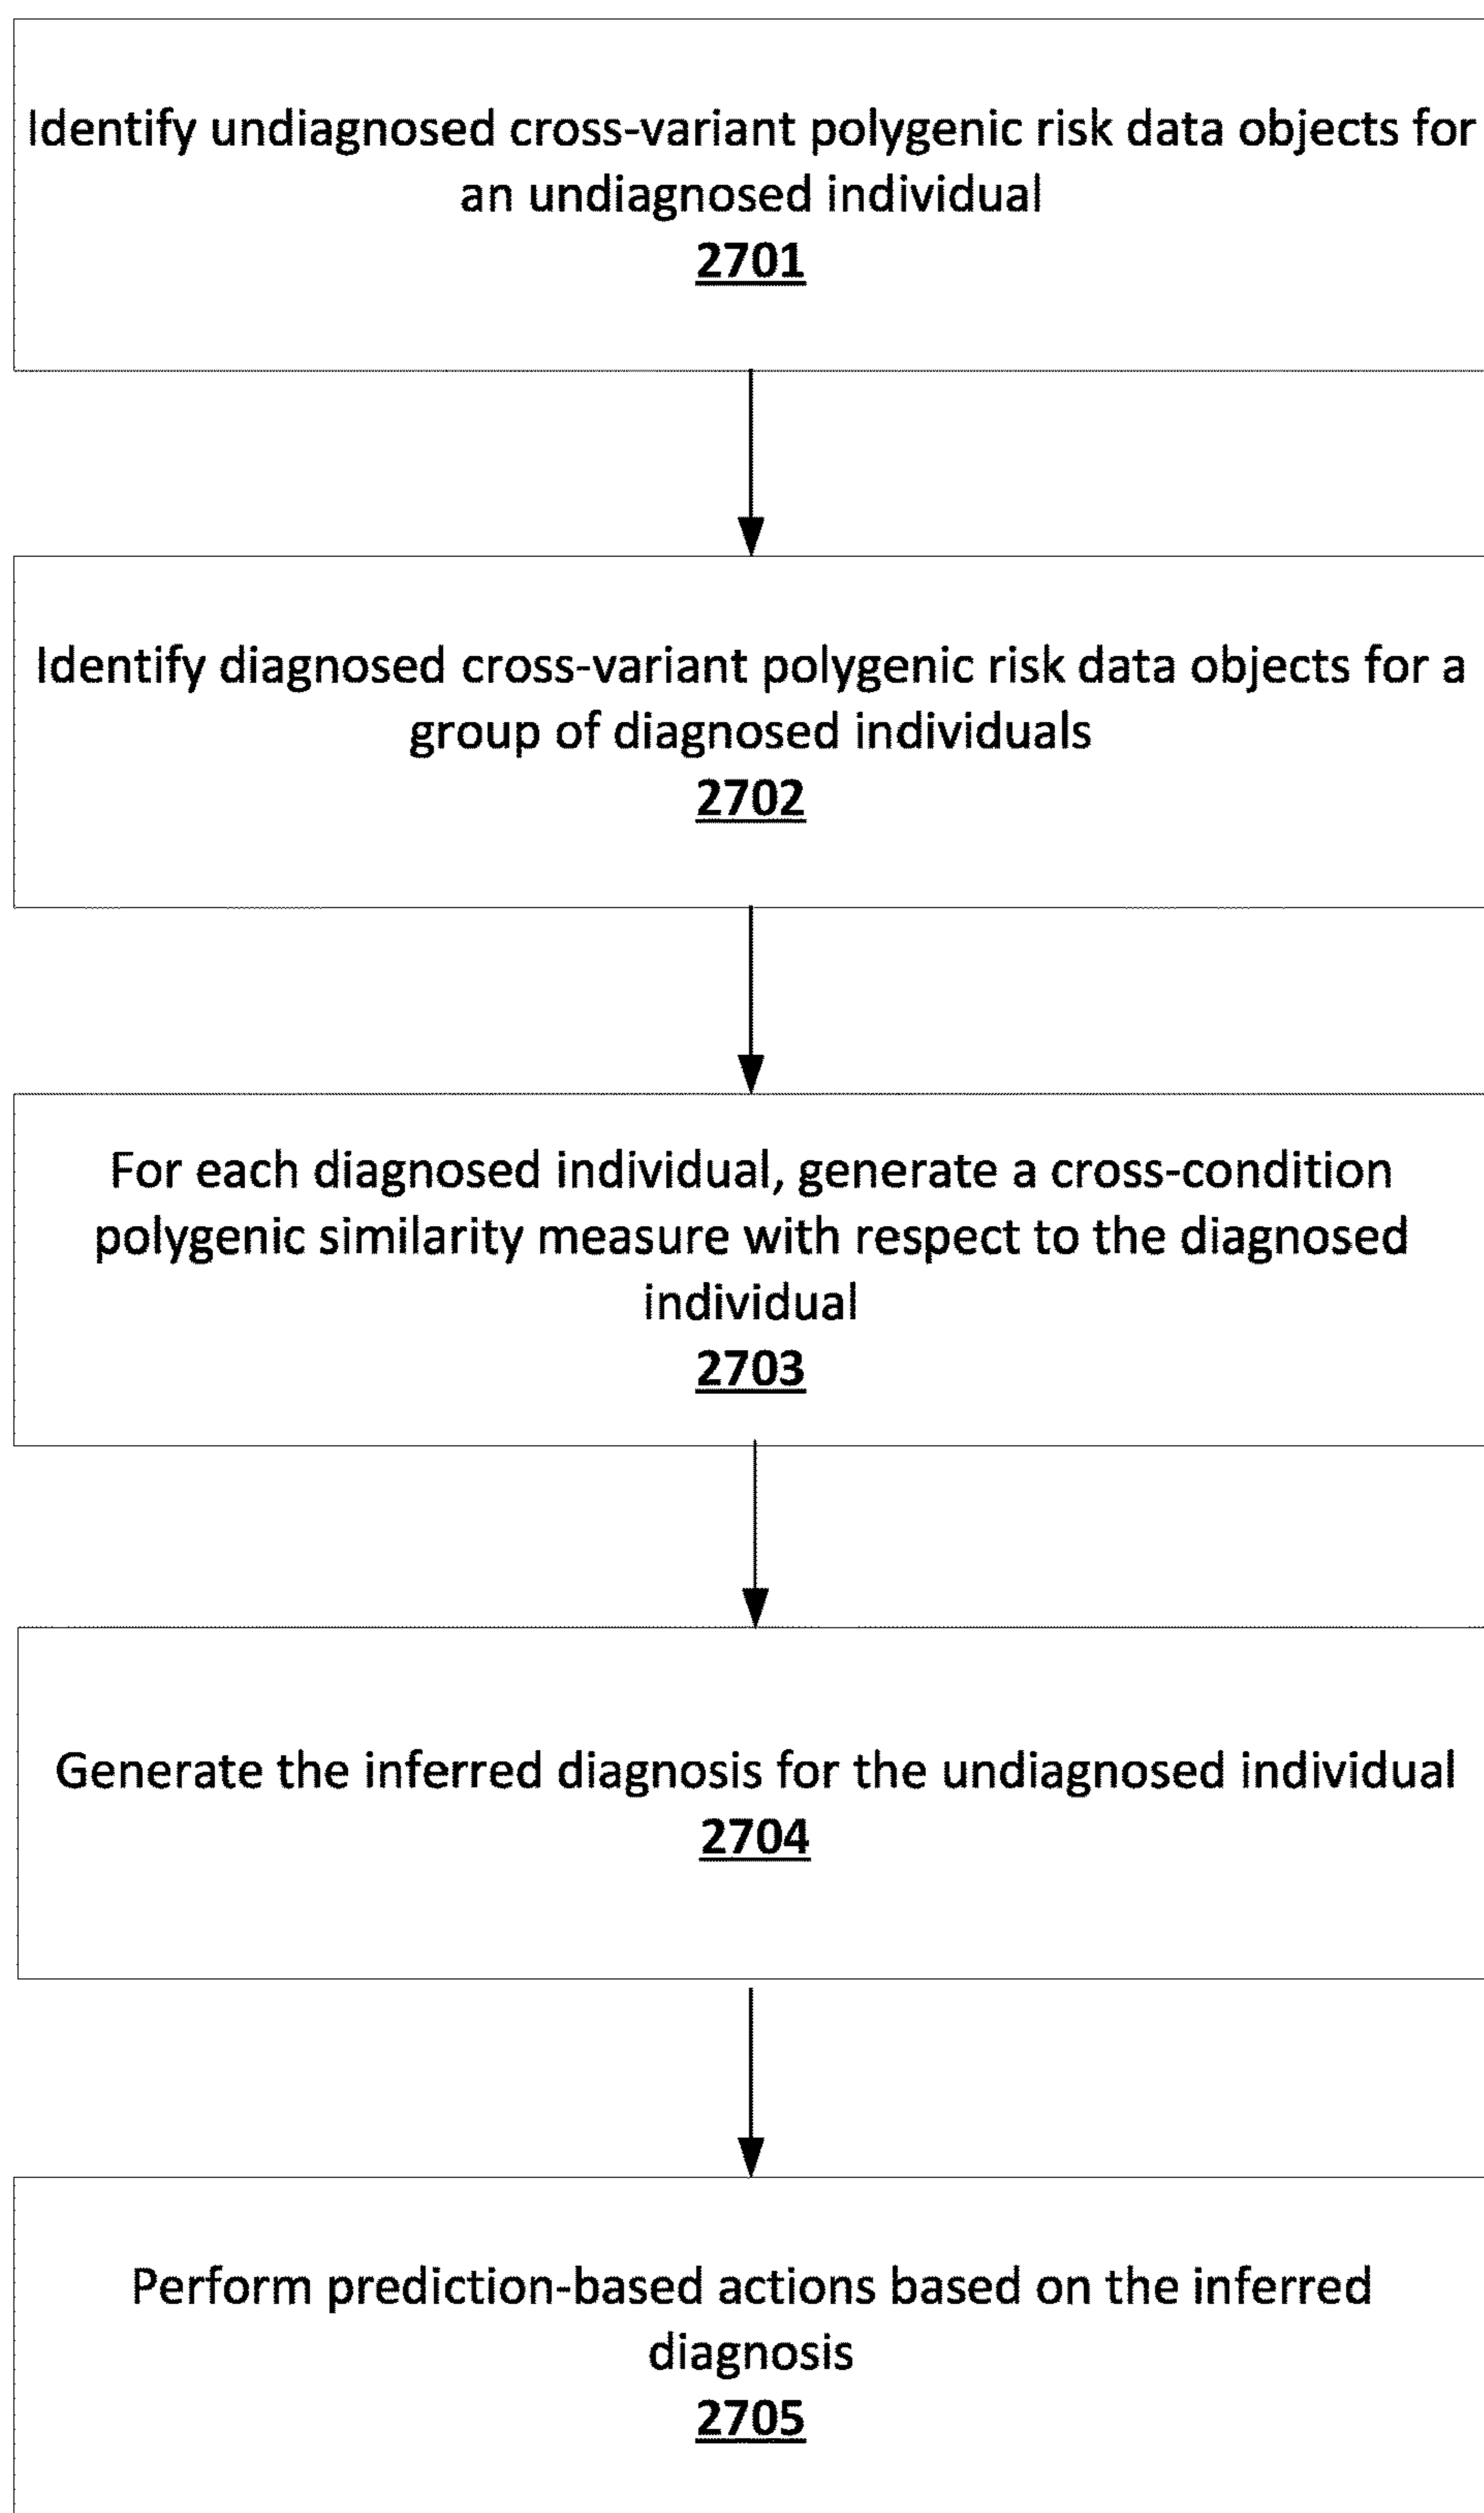 Identify undiagnosed cross-variant polygenic risk data objects for
an undiagnosed individual
2701
Identify diagnosed cross-variant polygenic risk data objects for a
group of diagnosed individuals
2702
For each diagnosed individual, generate a cross-condition
polygenic similarity measure with respect to the diagnosed
individual
2703
Generate the inferred diagnosis for the undiagnosed individual
2704
Perform prediction-based actions based on the inferred
diagnosis
2705